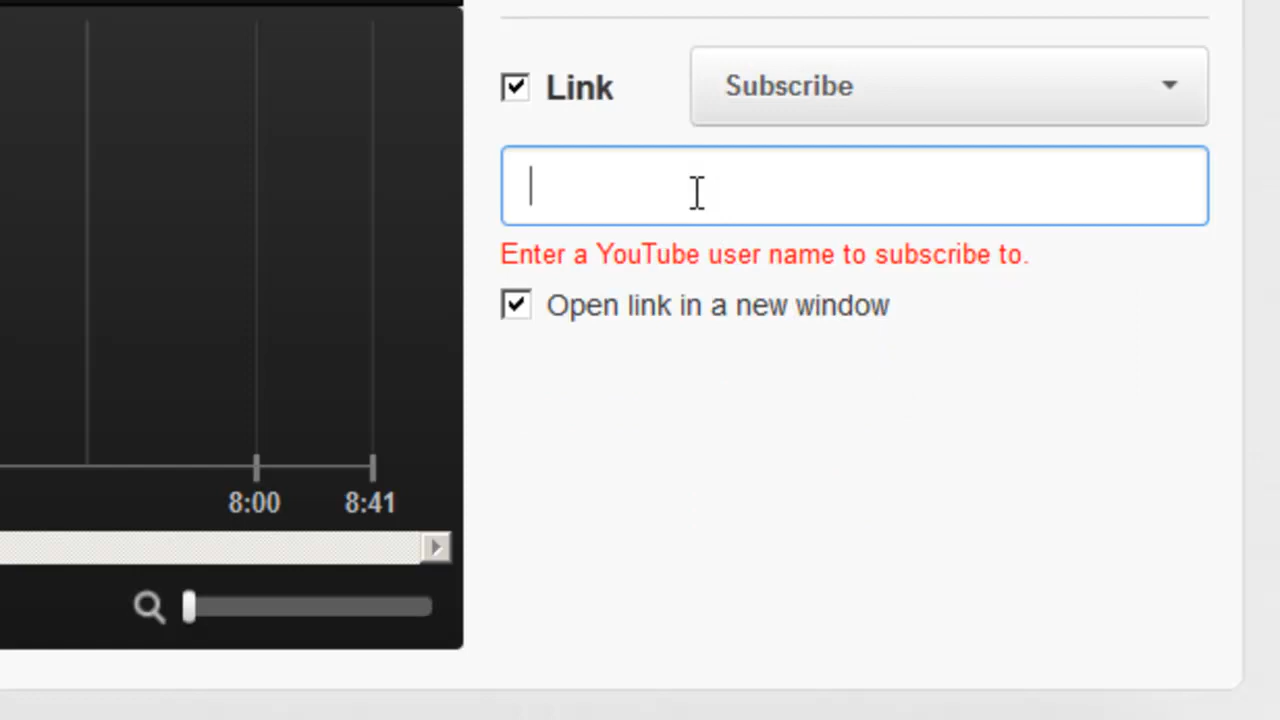 Link
Subscribe
Enter a YouTube user name to subscribe to.
Open link in a new window
8:00
8:41